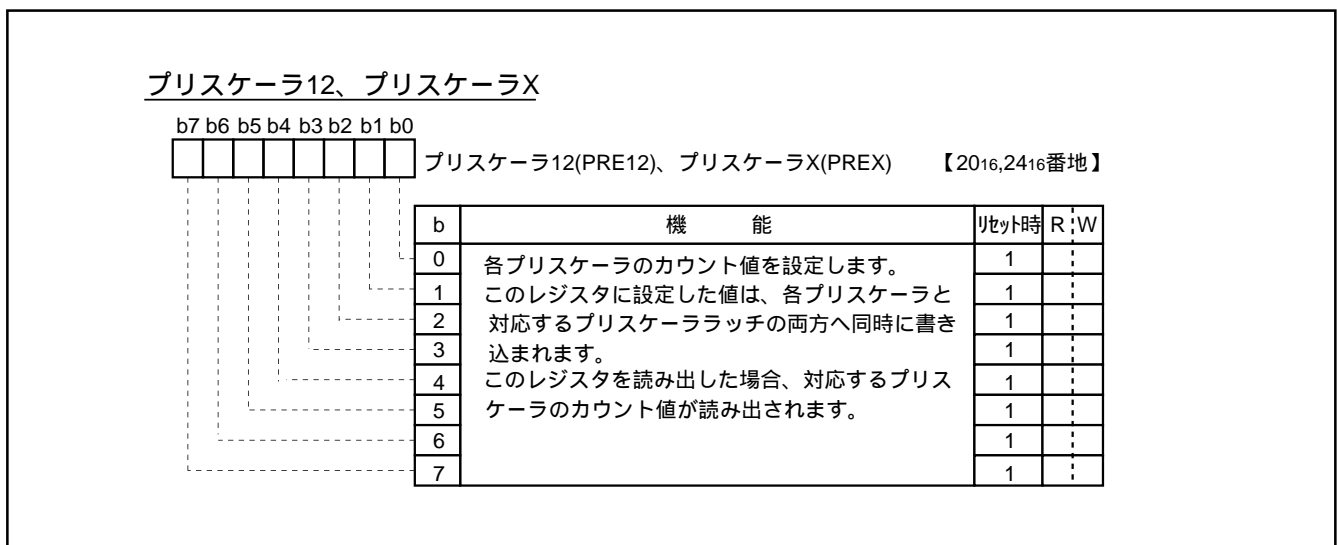 プリスケーラ12、プリスケーラX
b7 b6 b5 b4 b3 b2 b1 b0
プリスケーラ12(PRE12)、プリスケーラX(PREX) 【2016,2416番地】
b 機 能 リセット時 R W
0 各プリスケーラのカウント値を設定します。 1
1 このレジスタに設定した値は、各プリスケーラと 1
2 対応するプリスケーララッチの両方へ同時に書き 1
3 込まれます。 1
4 このレジスタを読み出した場合、対応するプリス 1
5 ケーラのカウント値が読み出されます。 1
6 1
7 1